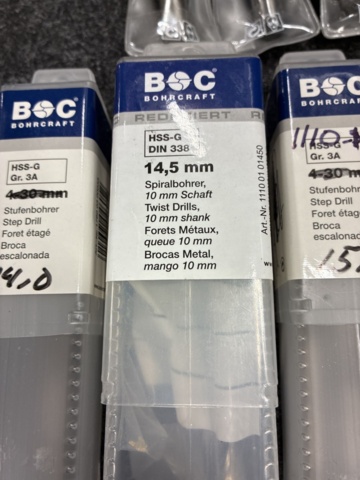 BOC
BOHRCRAFT
HSS-G
Gr. 3A
4-30 mm
Stufenbohrer
Step Drill
Foret étagé
Broca
escalonada
14,0
BOC
BOHRCRAFT
REDUZIERT
HSS-G
DIN 338
14,5 mm
Spiralbohrer,
10 mm Schaft
Twist Drills,
10 mm shank
Forets Métaux,
queue 10 mm
Brocas Metal,
mango 10 mm
Art.-Nr. 1110 01 01450
BOC
BOHRCRAFT
1110-
HSS-G
Gr. 3A
4-30 mm
Stufenbohrer
Step Drill
Foret étagé
Broca
escalonada
15